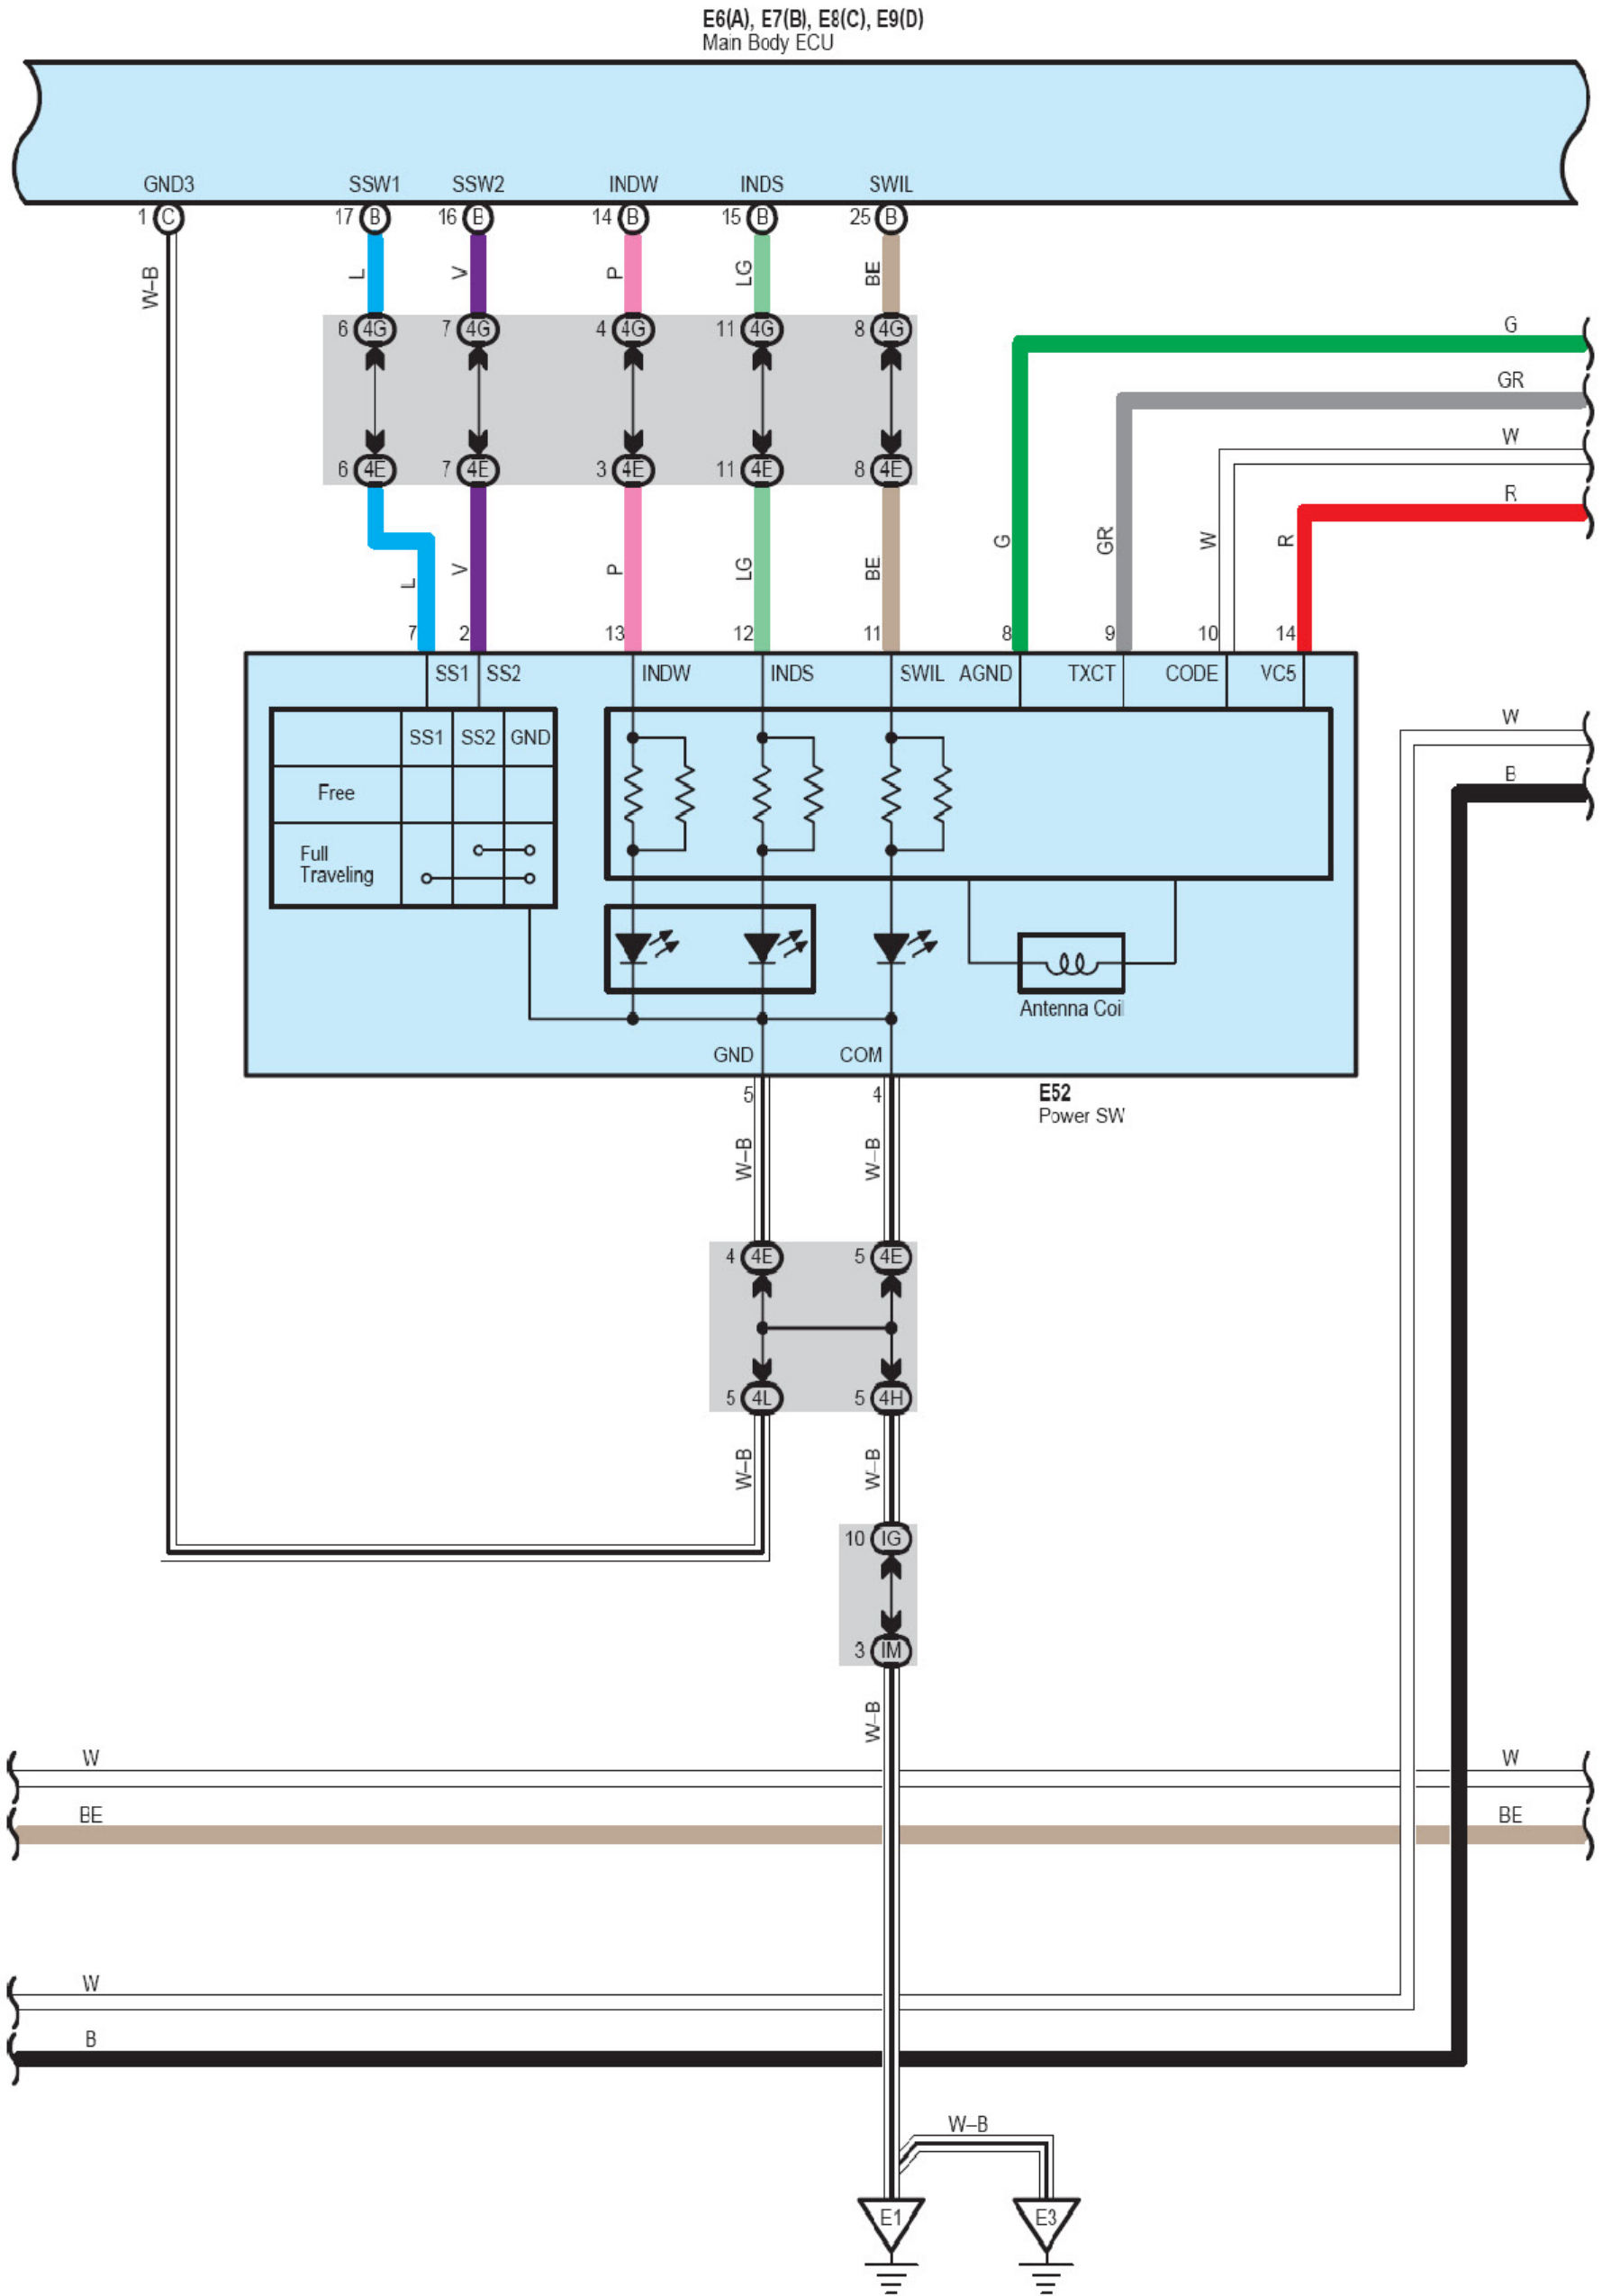 E6(A), E7(B), E8(C), E9(D)
Main Body ECU
GND3 SSW1 SSW2 INDW INDS SWIL
1 C 17 B 16 B 14 B 15 B 25 B
W–B L V P LG BE
6 4G 7 4G 4 4G 11 4G 8 4G
G
GR
W
R
6 4E 7 4E 3 4E 11 4E 8 4E
L V P LG BE G GR W R
7 2 13 12 11 8 9 10 14
SS1 SS2 INDW INDS SWIL AGND TXCT CODE VC5
W
SS1 SS2 GND
B
Free
Full
Traveling
Antenna Coil
GND COM
E52
Power SW
5 4
W–B W–B
4 4E 5 4E
5 4L 5 4H
W–B W–B
10 IG
3 IM
W–B
W W
BE BE
W
B
W–B
E1 E3